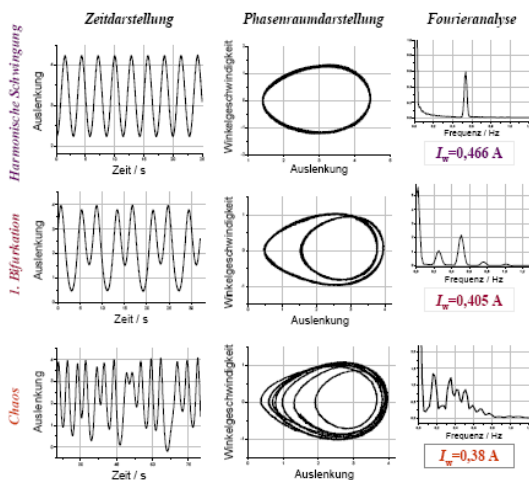 Zeitdarstellung Phasenraumdarstellung Fourieranalyse
Harmonische Schwingung
Auslenkung
Zeit / s
Winkelgeschwindigkeit
Auslenkung
Frequenz / Hz
I_w=0,466 A
1. Bifurkation
Auslenkung
Zeit / s
Winkelgeschwindigkeit
Auslenkung
Frequenz / Hz
I_w=0,405 A
Chaos
Auslenkung
Zeit / s
Winkelgeschwindigkeit
Auslenkung
Frequenz / Hz
I_w=0,38 A